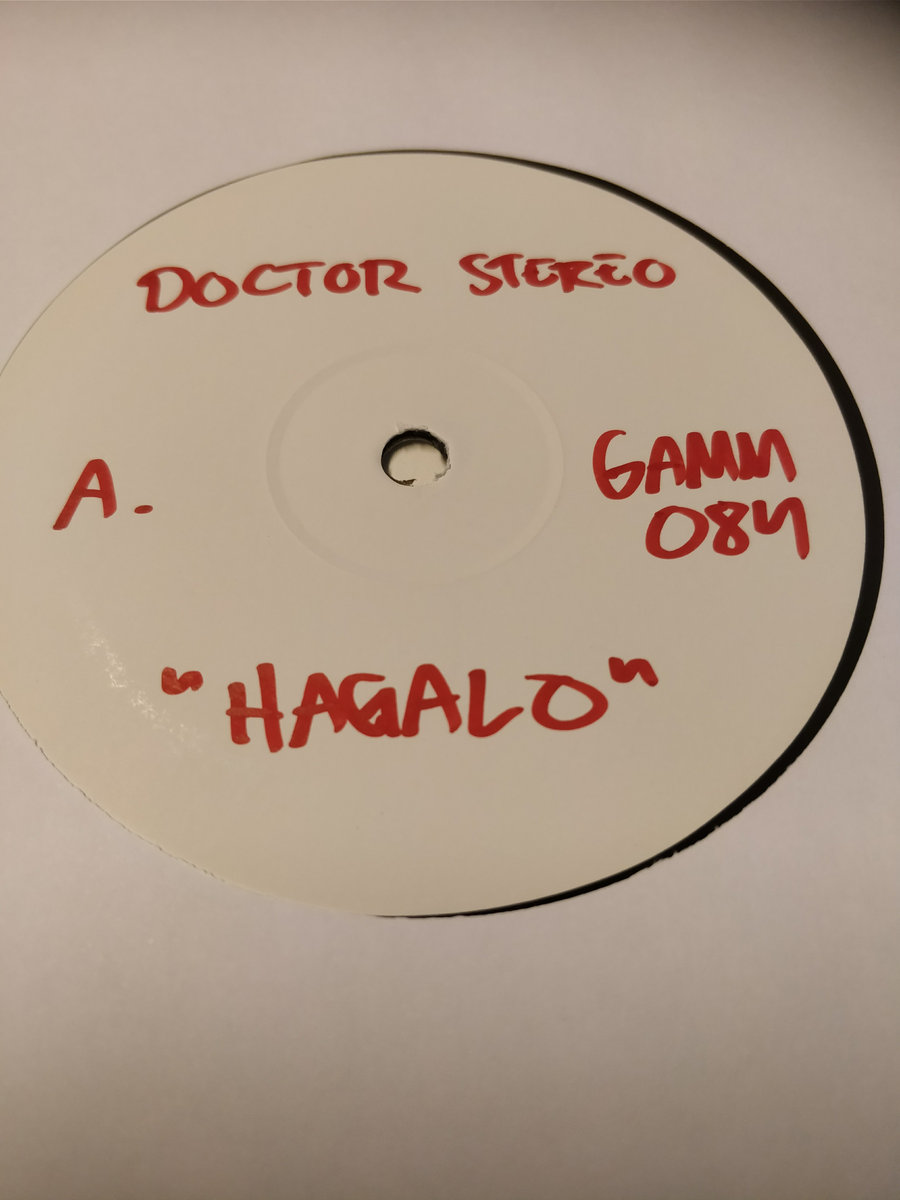 DOCTOR STEREO
A.
GAMM
084
"HAGALO"